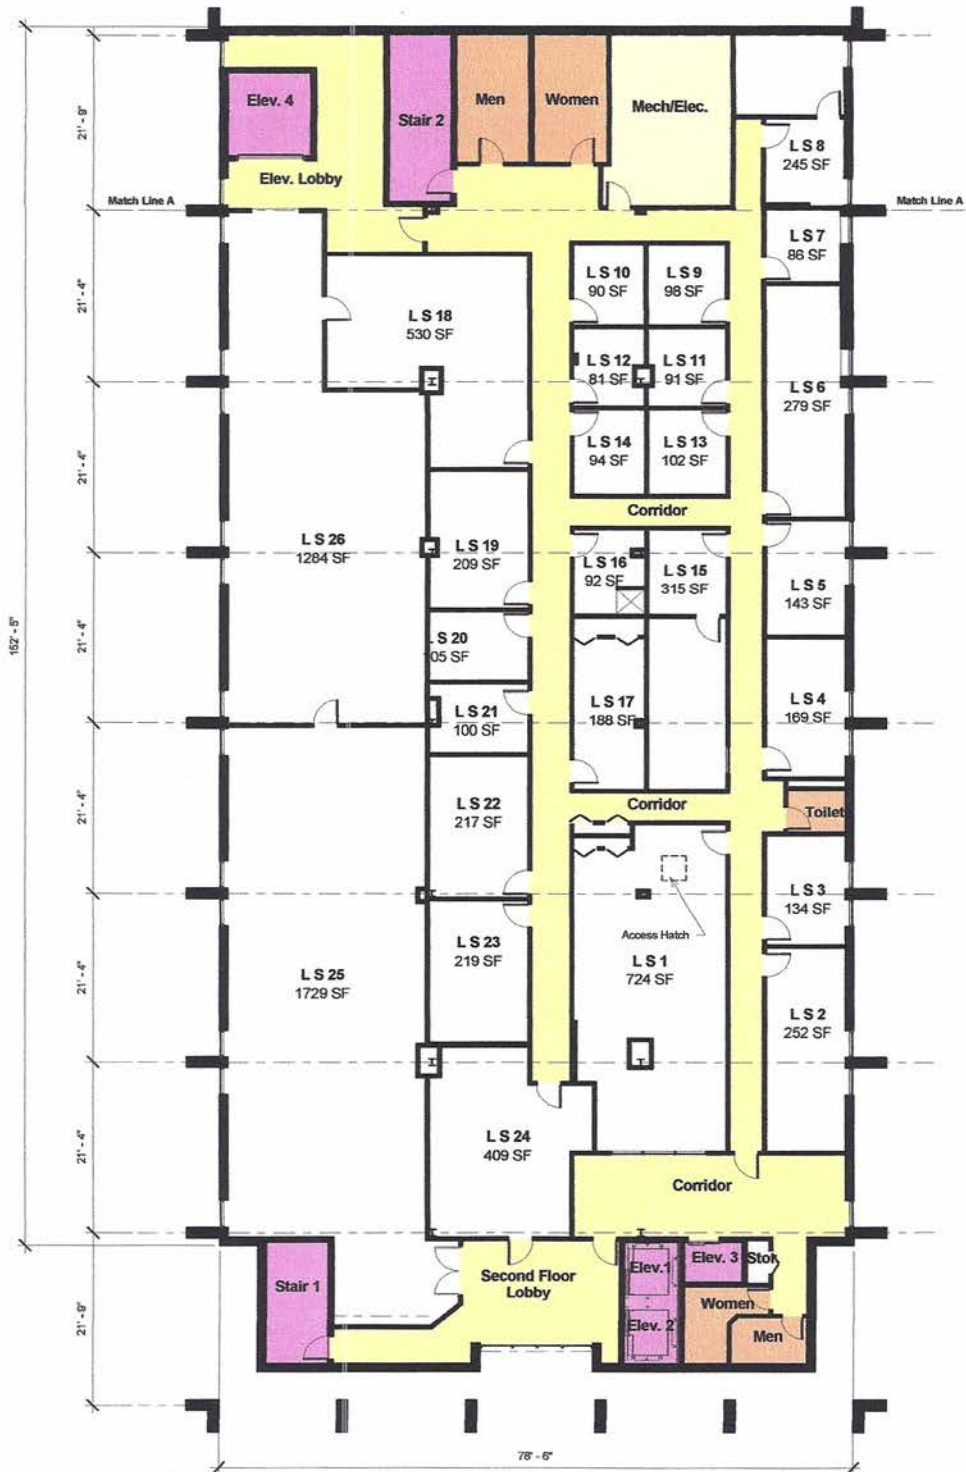 Elev. 4
Stair 2
Men
Women
Mech/Elec.
L S 8
245 SF
Elev. Lobby
Match Line A
Match Line A
21' - 9"
L S 7
86 SF
L S 10
90 SF
L S 9
98 SF
L S 18
530 SF
21' - 4"
L S 12
81 SF
L S 11
91 SF
L S 6
279 SF
L S 14
94 SF
L S 13
102 SF
21' - 4"
Corridor
L S 26
1284 SF
L S 19
209 SF
L S 16
92 SF
L S 15
315 SF
L S 5
143 SF
152' - 5"
21' - 4"
S 20
05 SF
L S 4
169 SF
L S 17
188 SF
L S 21
100 SF
21' - 4"
L S 22
217 SF
Corridor
Toilet
L S 3
134 SF
Access Hatch
L S 23
219 SF
L S 1
724 SF
L S 25
1729 SF
21' - 4"
L S 2
252 SF
L S 24
409 SF
21' - 4"
Corridor
Stair 1
Second Floor
Lobby
Elev.1
Elev. 3
Stor
Women
Elev. 2
Men
21' - 9"
78' - 6"